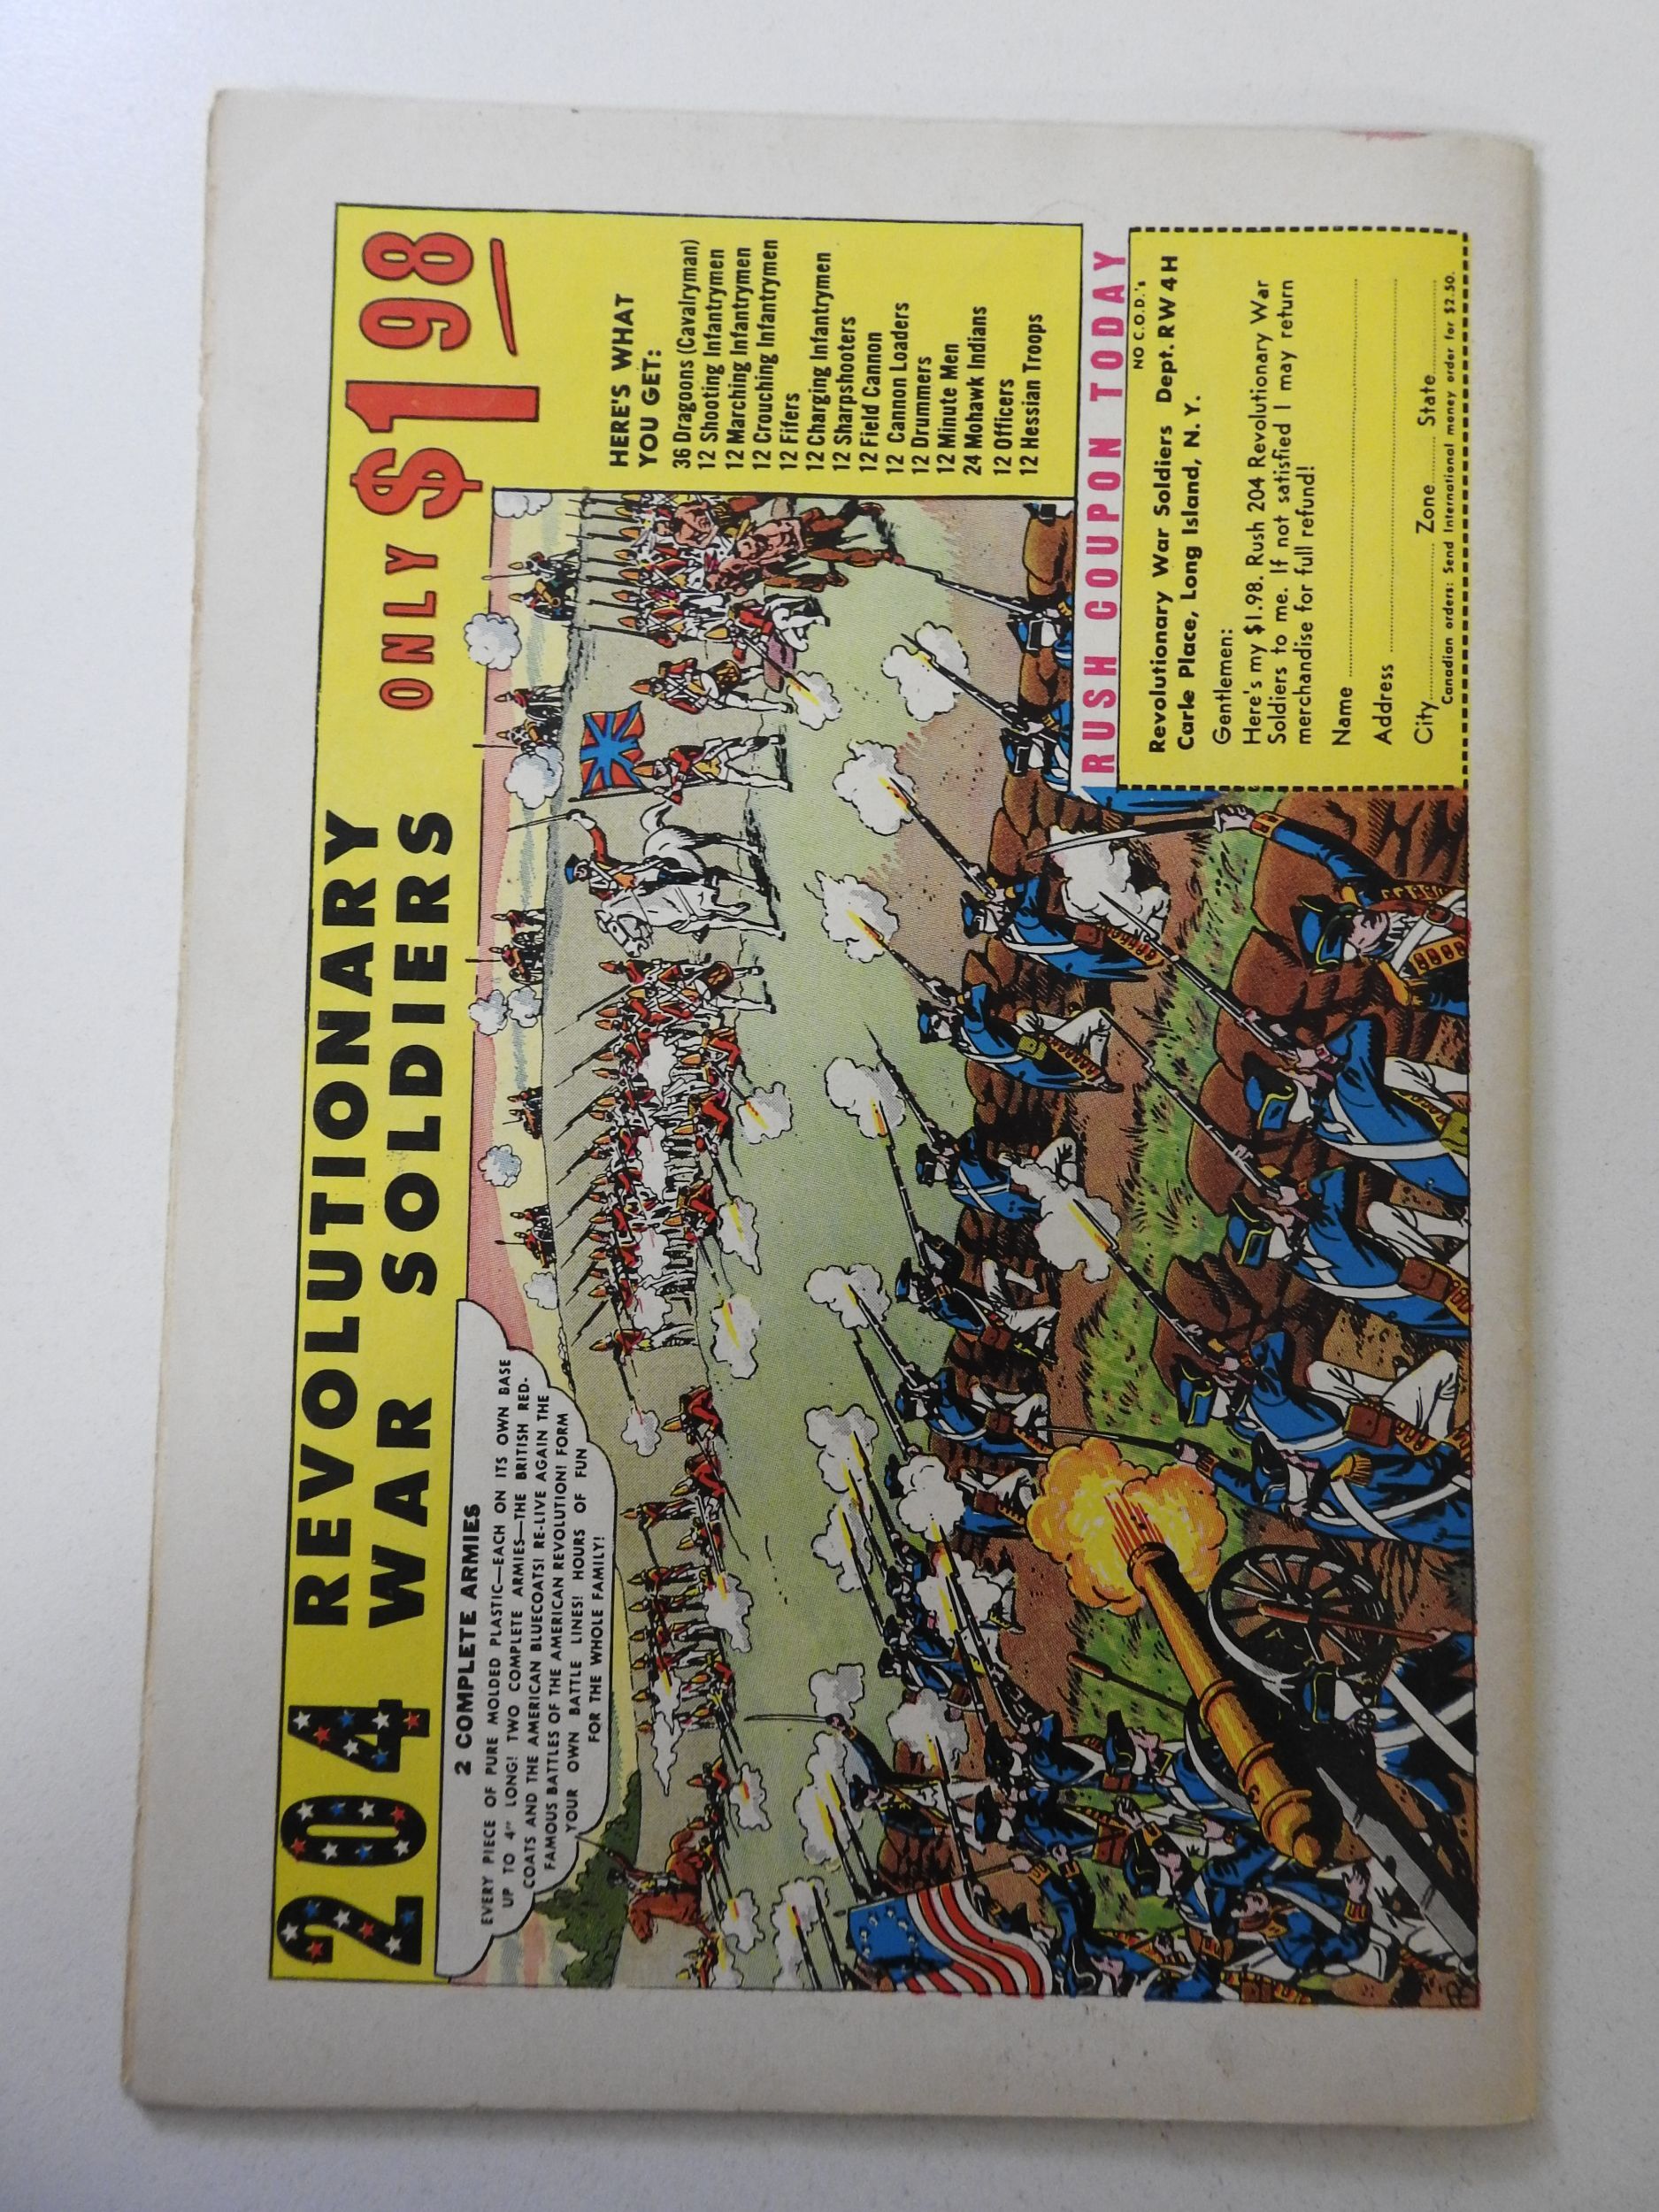 204 REVOLUTIONARY
WAR SOLDIERS ONLY $198
2 COMPLETE ARMIES
EVERY PIECE OF PURE MOLDED PLASTIC—EACH ON ITS OWN BASE
UP TO 4" LONG! TWO COMPLETE ARMIES—THE BRITISH RED-
COATS AND THE AMERICAN BLUECOATS! RE-LIVE AGAIN THE
FAMOUS BATTLES OF THE AMERICAN REVOLUTION! FORM
YOUR OWN BATTLE LINES! HOURS OF FUN
FOR THE WHOLE FAMILY!
HERE'S WHAT
YOU GET:
36 Dragoons (Cavalryman)
12 Shooting Infantrymen
12 Marching Infantrymen
12 Crouching Infantrymen
12 Fifers
12 Charging Infantrymen
12 Sharpshooters
12 Field Cannon
12 Cannon Loaders
12 Drummers
12 Minute Men
24 Mohawk Indians
12 Officers
12 Hessian Troops
RUSH COUPON TODAY
NO C.O.D.'s
Revolutionary War Soldiers Dept. RW 4 H
Carle Place, Long Island, N. Y.
Gentlemen:
Here's my $1.98. Rush 204 Revolutionary War
Soldiers to me. If not satisfied I may return
merchandise for full refund!
Name
Address
City Zone State
Canadian orders: Send International money order for $2.50.